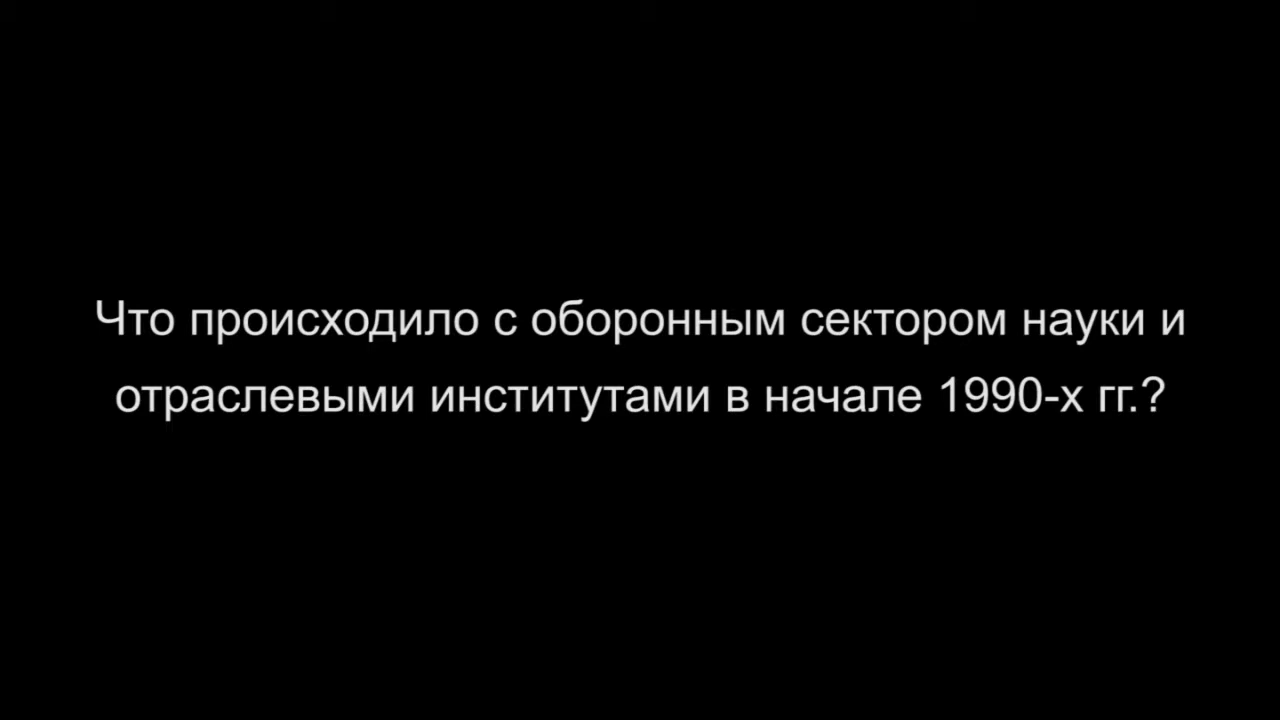 Что происходило с оборонным сектором науки и
отраслевыми институтами в начале 1990-х гг.?